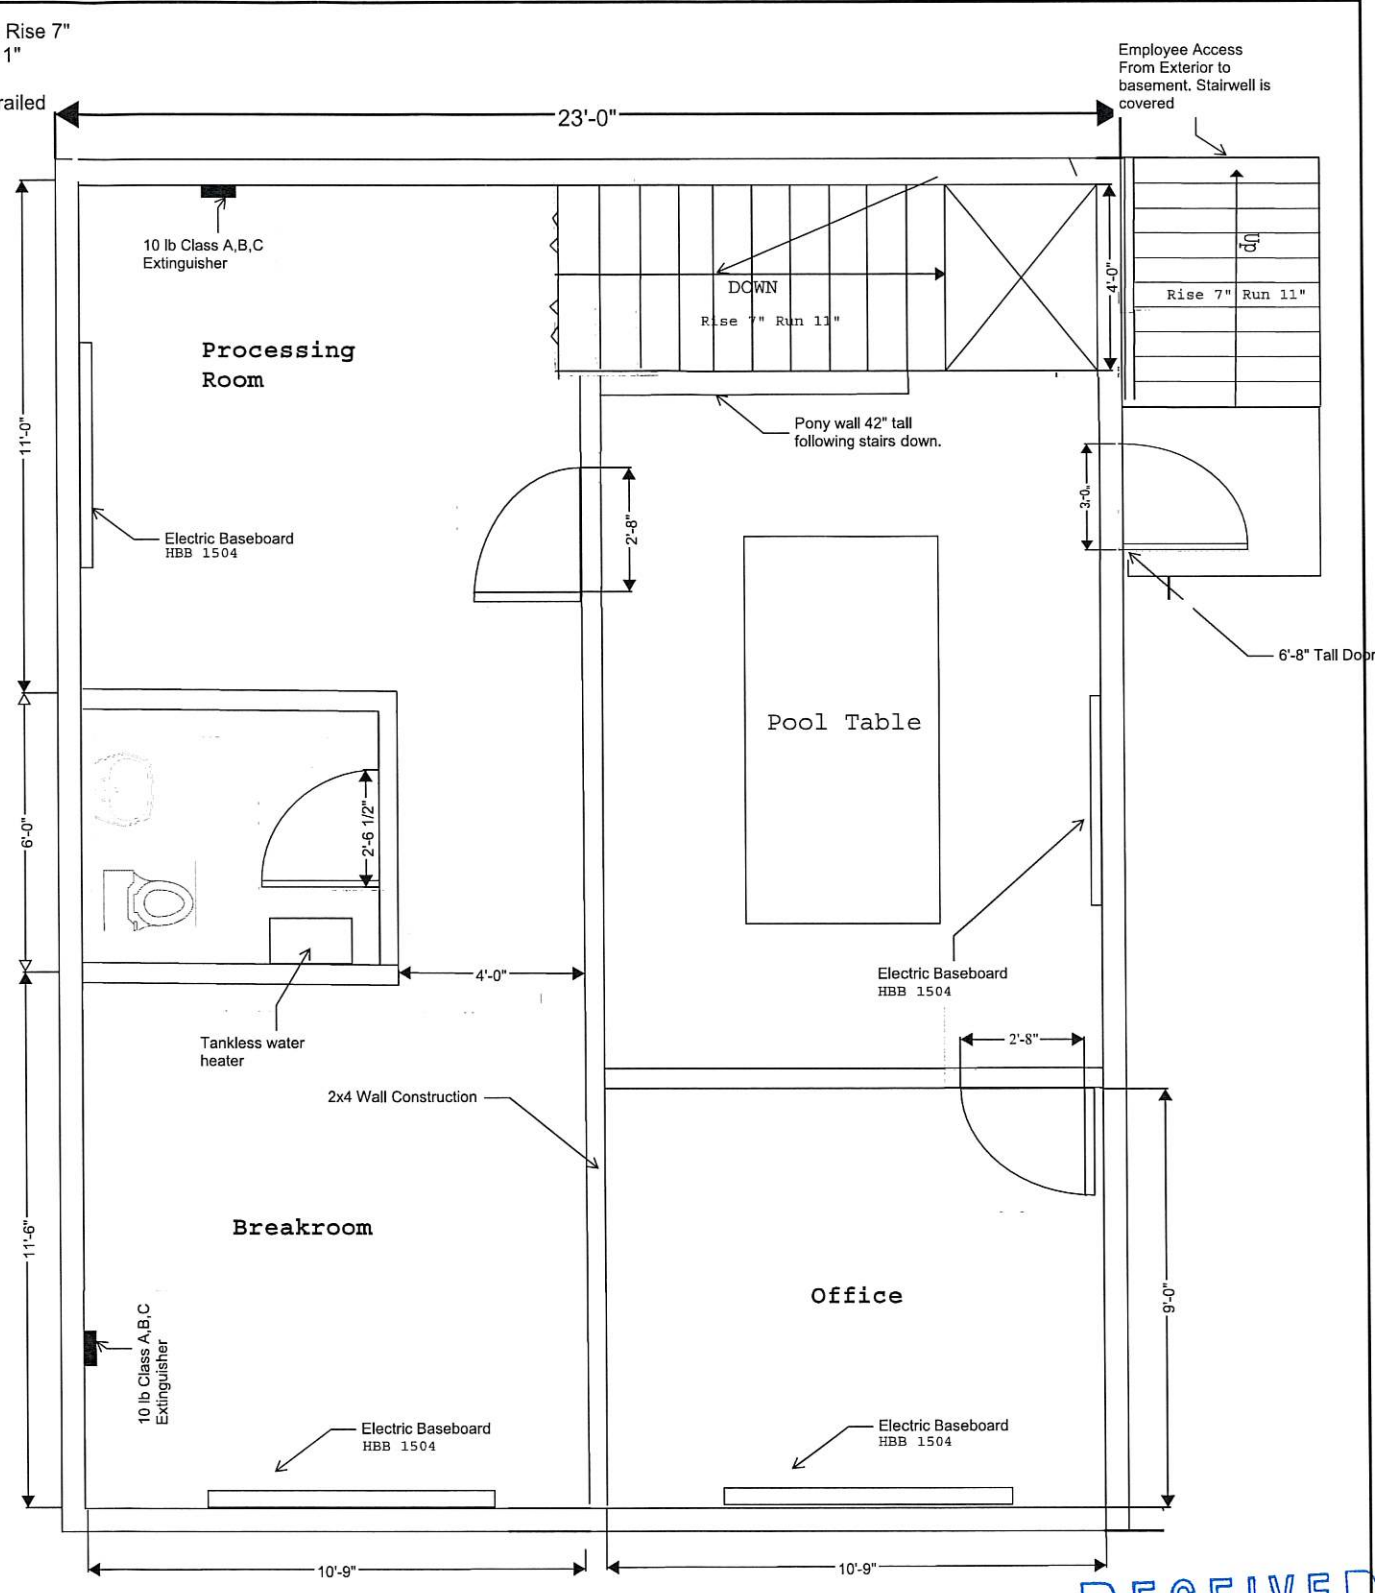 Rise 7"
1"
railed
Employee Access
From Exterior to
basement. Stairwell is
covered
23'-0"
10 lb Class A,B,C
Extinguisher
DOWN
Rise 7" Run 11"
4'-0"
Up
Rise 7" Run 11"
Processing
Room
Pony wall 42" tall
following stairs down.
11'-0"
2'-8"
3'-0"
Electric Baseboard
HBB 1504
6'-8" Tall Door
Pool Table
6'-0"
2'-6 1/2"
4'-0"
Electric Baseboard
HBB 1504
Tankless water
heater
2'-8"
2x4 Wall Construction
Breakroom
11'-6"
Office
9'-0"
10 lb Class A,B,C
Extinguisher
Electric Baseboard
HBB 1504
Electric Baseboard
HBB 1504
10'-9"
10'-9"
RECEIVED